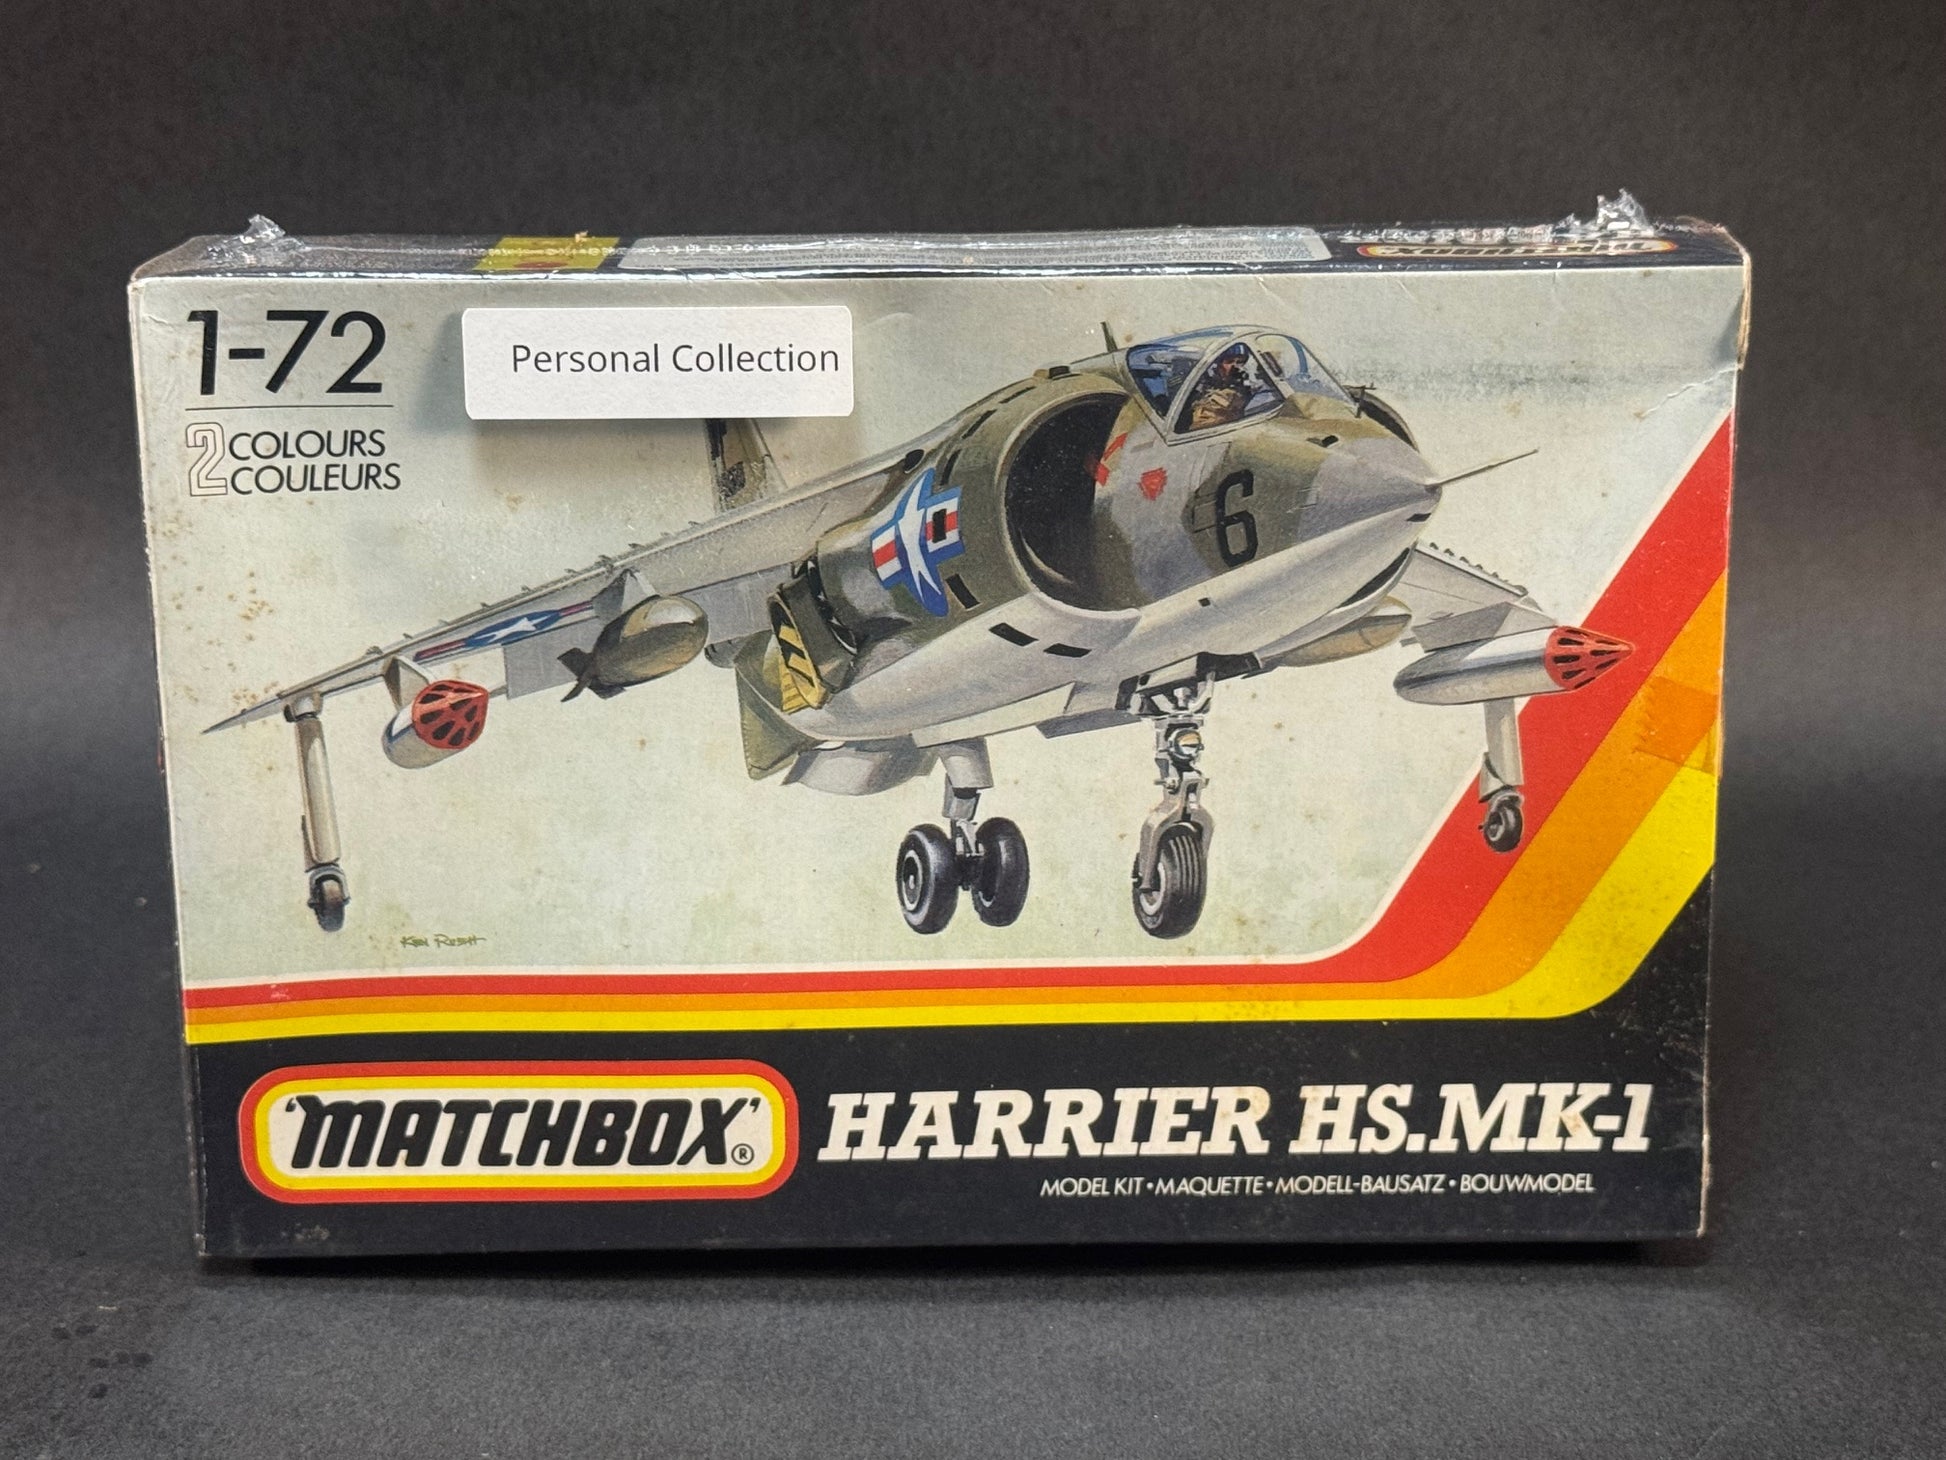 1-72
2 COLOURS
COULEURS
Personal Collection
6
'MATCHBOX'®
HARRIER HS.MK-1
MODEL KIT • MAQUETTE • MODELL-BAUSATZ • BOUWMODEL